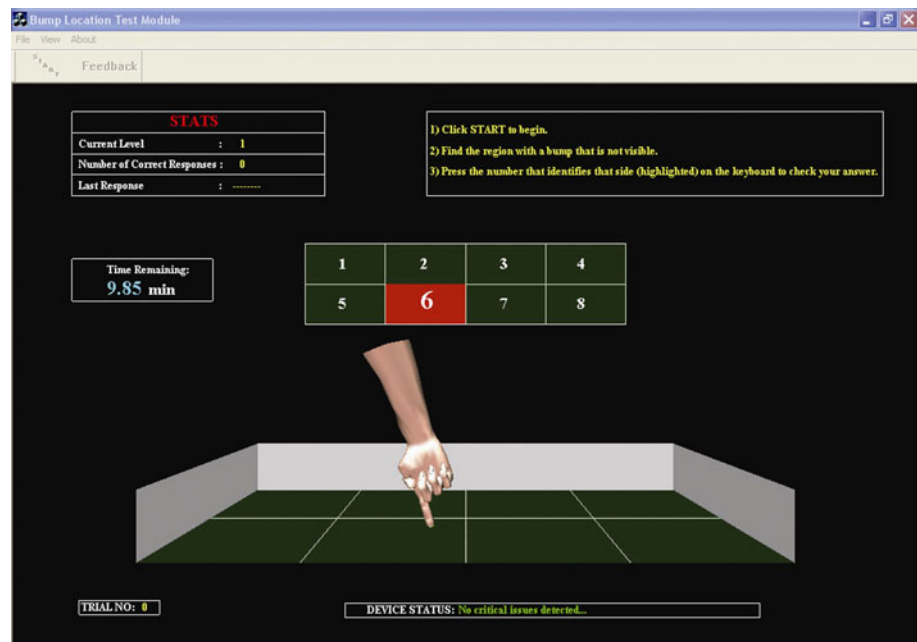 Bump Location Test Module
File View About
START Feedback
STATS
Current Level : 1
Number of Correct Responses : 0
Last Response : --------
1) Click START to begin.
2) Find the region with a bump that is not visible.
3) Press the number that identifies that side (highlighted) on the keyboard to check your answer.
Time Remaining:
9.85 min
1 2 3 4
5 6 7 8
TRIAL NO: 0
DEVICE STATUS: No critical issues detected...